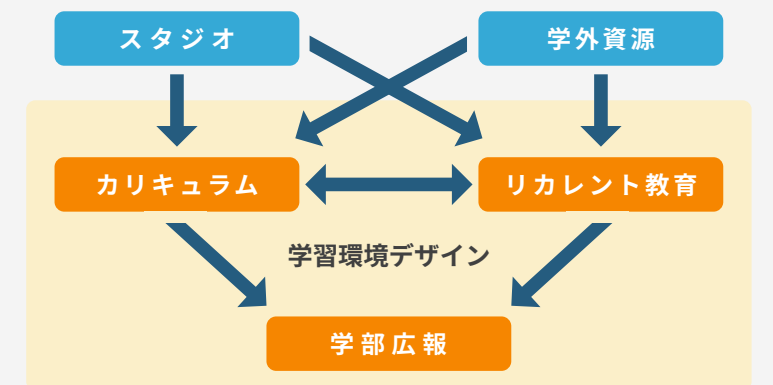 スタジオ
学外資源
カリキュラム
リカレント教育
学習環境デザイン
学部広報